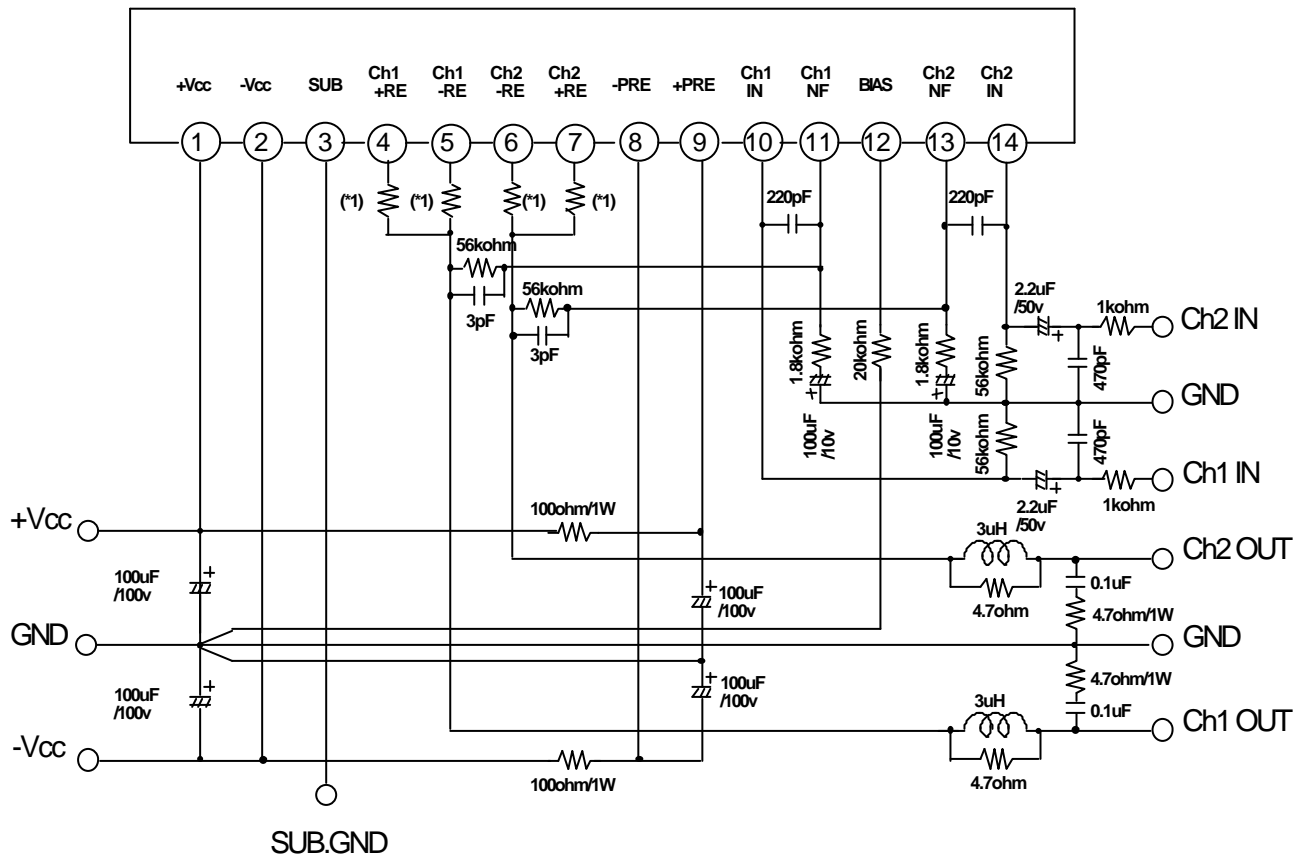 +Vcc
-Vcc
SUB
Ch1
+RE
Ch1
-RE
Ch2
-RE
Ch2
+RE
-PRE
+PRE
Ch1
IN
Ch1
NF
BIAS
Ch2
NF
Ch2
IN
1
2
3
4
5
6
7
8
9
10
11
12
13
14
(*1)
(*1)
(*1)
(*1)
220pF
220pF
56kohm
3pF
56kohm
3pF
2.2uF
/50v
1kohm
Ch2 IN
1.8kohm
20kohm
1.8kohm
56kohm
470pF
+
GND
+
+
100uF
/10v
100uF
/10v
56kohm
470pF
+
Ch1 IN
2.2uF
/50v
1kohm
+Vcc
100ohm/1W
3uH
Ch2 OUT
4.7ohm
0.1uF
4.7ohm/1W
+
100uF
/100v
+
100uF
/100v
GND
GND
+
100uF
/100v
+
100uF
/100v
4.7ohm/1W
0.1uF
3uH
Ch1 OUT
4.7ohm
-Vcc
100ohm/1W
SUB.GND